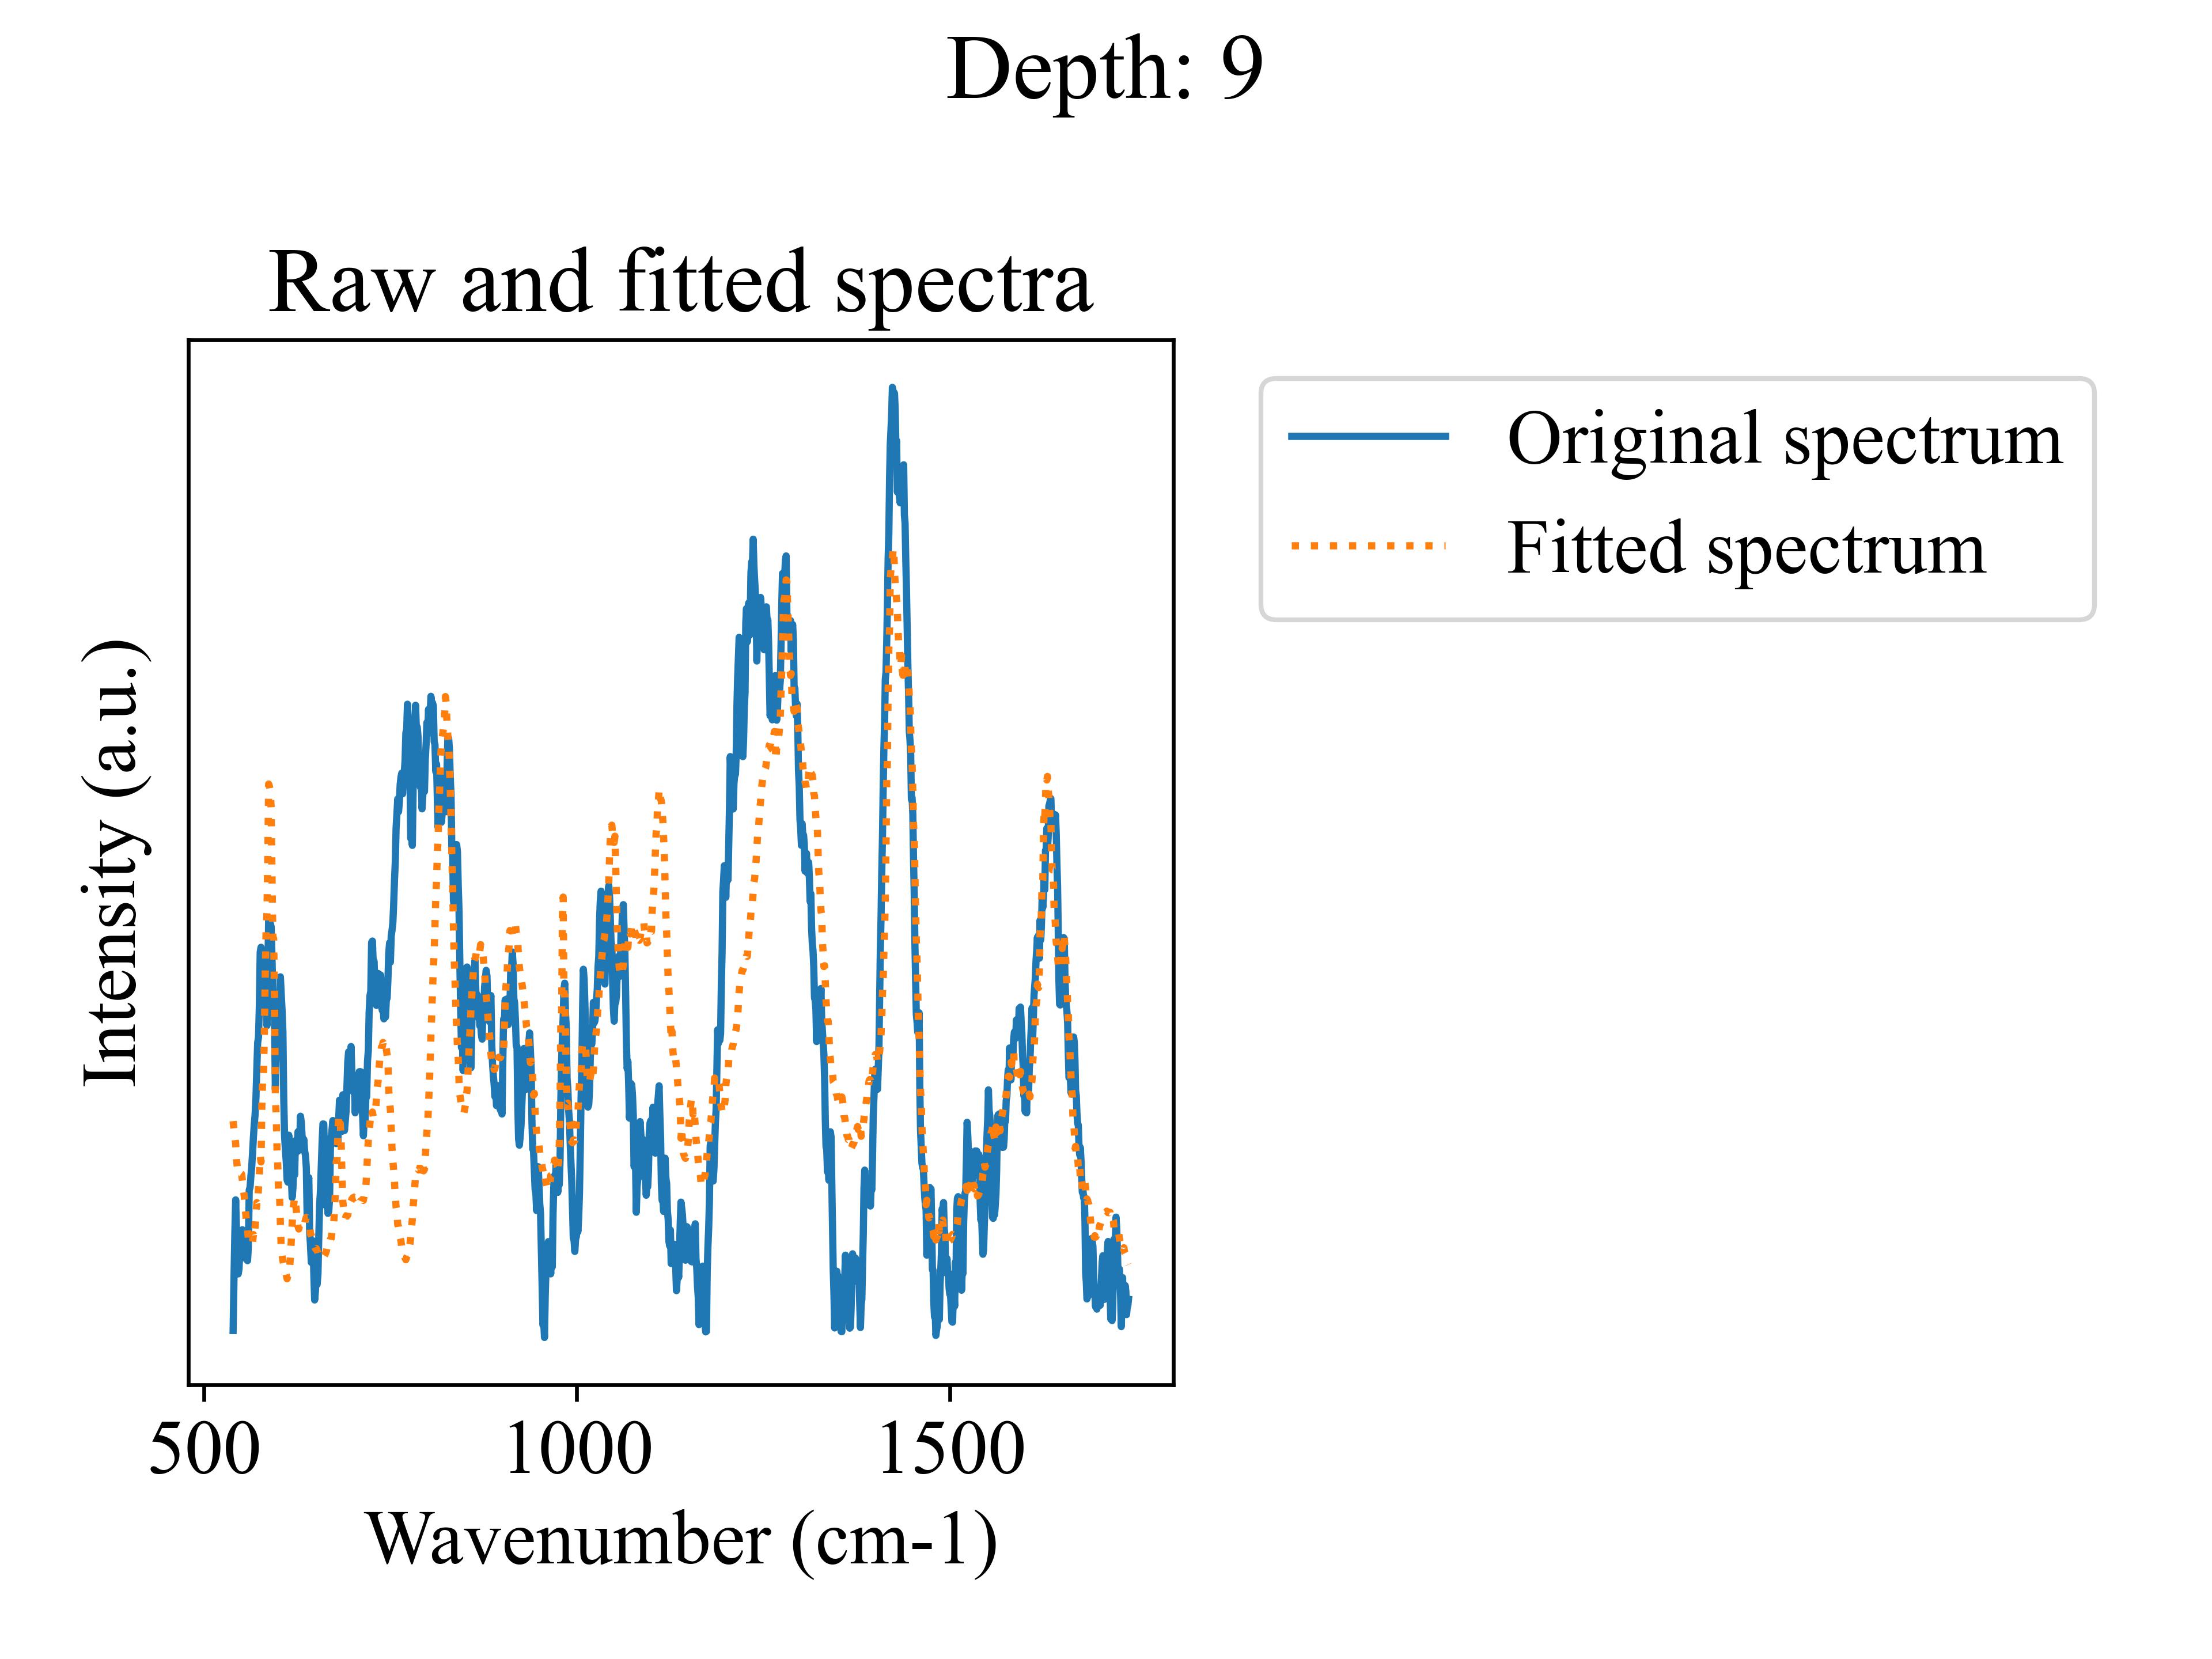 Depth: 9
Raw and fitted spectra
Original spectrum
Fitted spectrum
Intensity (a.u.)
500 1000 1500
Wavenumber (cm-1)